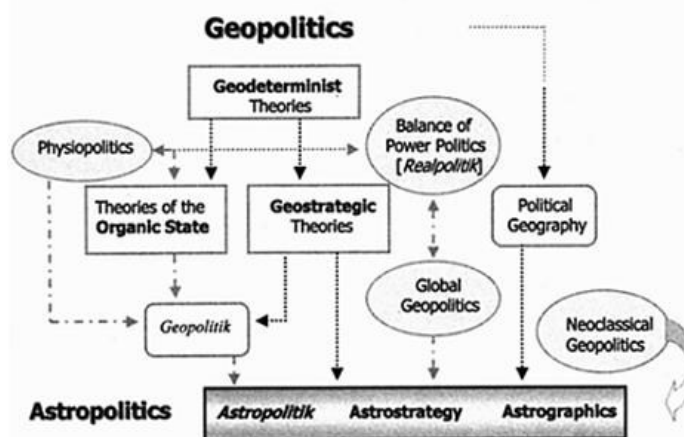 Geopolitics
Geodeterminist
Theories
Physiopolitics
Balance of
Power Politics
[Realpolitik]
Theories of the
Organic State
Geostrategic
Theories
Political
Geography
Global
Geopolitics
Geopolitik
Neoclassical
Geopolitics
Astropolitics
Astropolitik
Astrostrategy
Astrographics